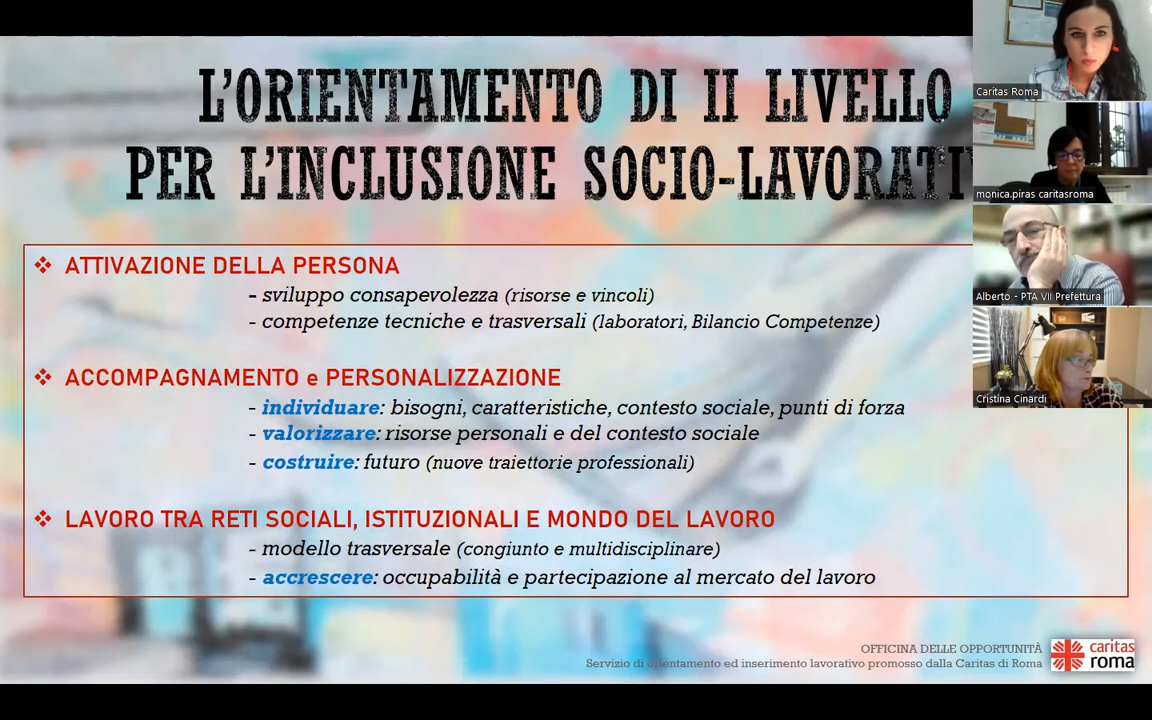 L'ORIENTAMENTO DI II LIVELLO
PER L'INCLUSIONE SOCIO-LAVORATI
❖ ATTIVAZIONE DELLA PERSONA
- sviluppo consapevolezza (risorse e vincoli)
- competenze tecniche e trasversali (laboratori, Bilancio Competenze)
❖ ACCOMPAGNAMENTO e PERSONALIZZAZIONE
- individuare: bisogni, caratteristiche, contesto sociale, punti di forza
- valorizzare: risorse personali e del contesto sociale
- costruire: futuro (nuove traiettorie professionali)
❖ LAVORO TRA RETI SOCIALI, ISTITUZIONALI E MONDO DEL LAVORO
- modello trasversale (congiunto e multidisciplinare)
- accrescere: occupabilità e partecipazione al mercato del lavoro
OFFICINA DELLE OPPORTUNITÀ
Servizio di orientamento ed inserimento lavorativo promosso dalla Caritas di Roma
caritas
roma
Caritas Roma
monica.piras caritasroma
Alberto - PTA VII Prefettura
Cristina Cinardi